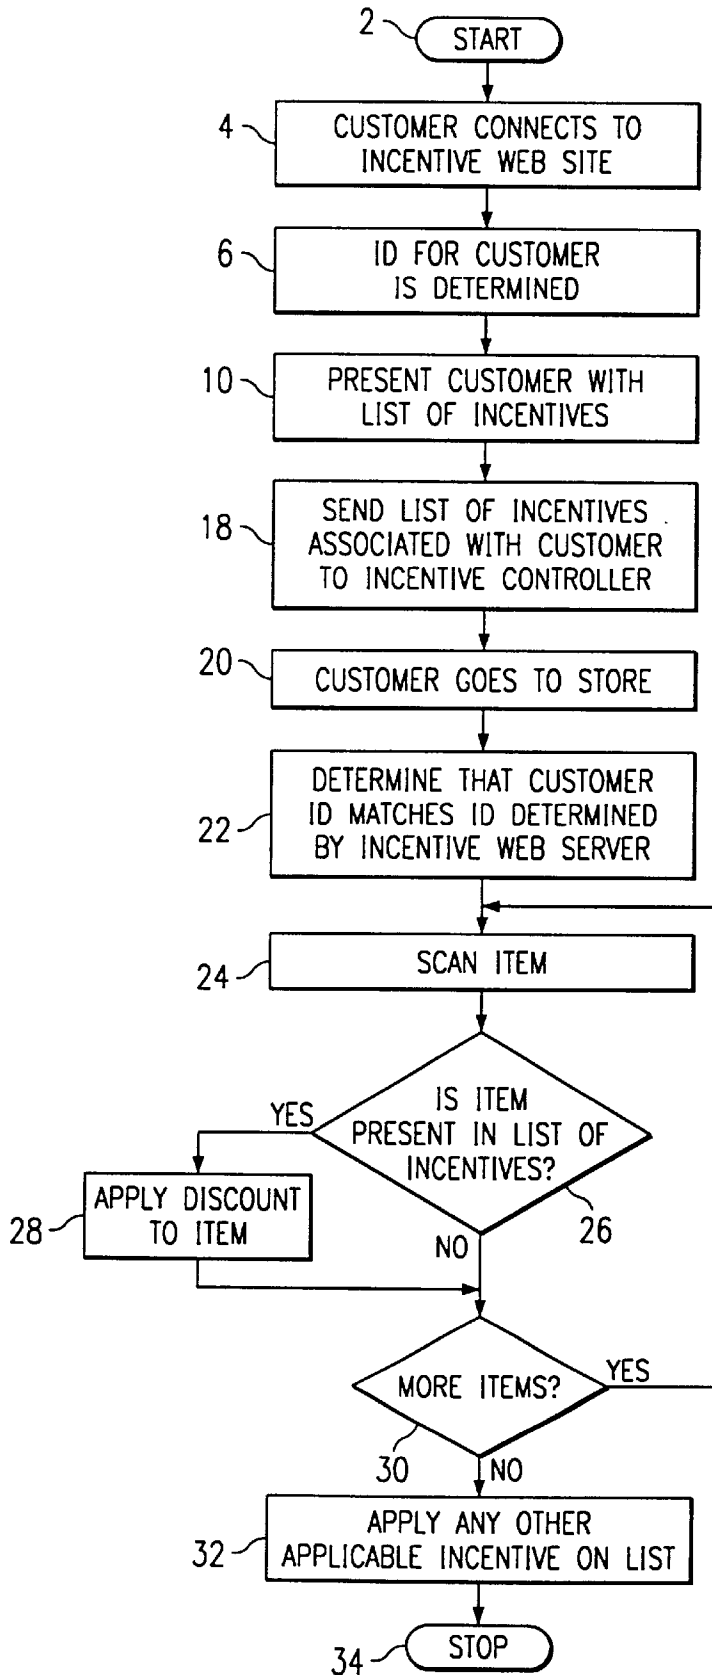 2
START
4
CUSTOMER CONNECTS TO
INCENTIVE WEB SITE
6
ID FOR CUSTOMER
IS DETERMINED
10
PRESENT CUSTOMER WITH
LIST OF INCENTIVES
18
SEND LIST OF INCENTIVES
ASSOCIATED WITH CUSTOMER
TO INCENTIVE CONTROLLER
20
CUSTOMER GOES TO STORE
22
DETERMINE THAT CUSTOMER
ID MATCHES ID DETERMINED
BY INCENTIVE WEB SERVER
24
SCAN ITEM
IS ITEM
PRESENT IN LIST OF
INCENTIVES?
26
YES
28
APPLY DISCOUNT
TO ITEM
NO
MORE ITEMS?
YES
30
NO
32
APPLY ANY OTHER
APPLICABLE INCENTIVE ON LIST
34
STOP